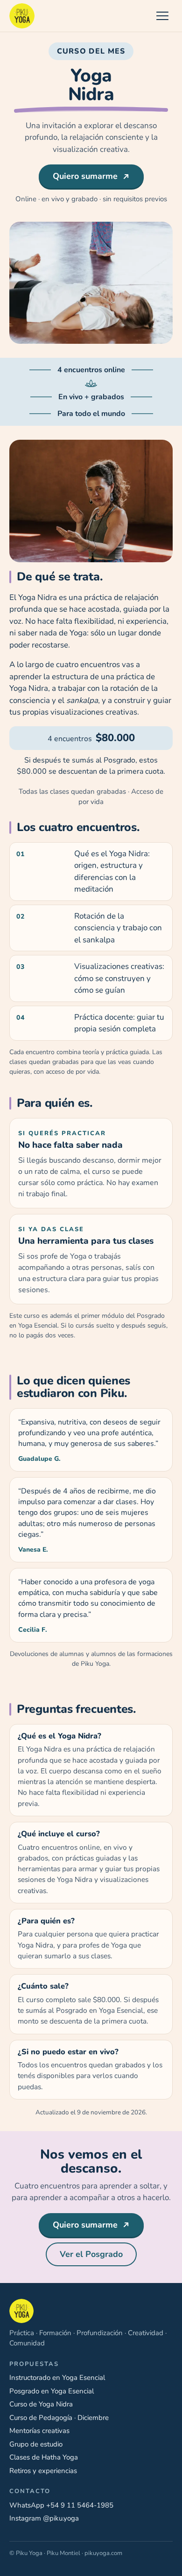 PIKU
YOGA
CURSO DEL MES
Yoga
Nidra
Una invitación a explorar el descanso
profundo, la relajación consciente y la
visualización creativa.
Quiero sumarme ↗
Online · en vivo y grabado · sin requisitos previos
4 encuentros online
En vivo + grabados
Para todo el mundo
De qué se trata.
El Yoga Nidra es una práctica de relajación
profunda que se hace acostada, guiada por la
voz. No hace falta flexibilidad, ni experiencia,
ni saber nada de Yoga: sólo un lugar donde
poder recostarse.
A lo largo de cuatro encuentros vas a
aprender la estructura de una práctica de
Yoga Nidra, a trabajar con la rotación de la
consciencia y el sankalpa, y a construir y guiar
tus propias visualizaciones creativas.
4 encuentros $80.000
Si después te sumás al Posgrado, estos
$80.000 se descuentan de la primera cuota.
Todas las clases quedan grabadas · Acceso de
por vida
Los cuatro encuentros.
01 Qué es el Yoga Nidra:
origen, estructura y
diferencias con la
meditación
02 Rotación de la
consciencia y trabajo con
el sankalpa
03 Visualizaciones creativas:
cómo se construyen y
cómo se guían
04 Práctica docente: guiar tu
propia sesión completa
Cada encuentro combina teoría y práctica guiada. Las
clases quedan grabadas para que las veas cuando
quieras, con acceso de por vida.
Para quién es.
SI QUERÉS PRACTICAR
No hace falta saber nada
Si llegás buscando descanso, dormir mejor
o un rato de calma, el curso se puede
cursar sólo como práctica. No hay examen
ni trabajo final.
SI YA DAS CLASE
Una herramienta para tus clases
Si sos profe de Yoga o trabajás
acompañando a otras personas, salís con
una estructura clara para guiar tus propias
sesiones.
Este curso es además el primer módulo del Posgrado
en Yoga Esencial. Si lo cursás suelto y después seguís,
no lo pagás dos veces.
Lo que dicen quienes
estudiaron con Piku.
“Expansiva, nutritiva, con deseos de seguir
profundizando y veo una profe auténtica,
humana, y muy generosa de sus saberes.”
Guadalupe G.
“Después de 4 años de recibirme, me dio
impulso para comenzar a dar clases. Hoy
tengo dos grupos: uno de seis mujeres
adultas; otro más numeroso de personas
ciegas.”
Vanesa E.
“Haber conocido a una profesora de yoga
empática, con mucha sabiduría y que sabe
cómo transmitir todo su conocimiento de
forma clara y precisa.”
Cecilia F.
Devoluciones de alumnas y alumnos de las formaciones
de Piku Yoga.
Preguntas frecuentes.
¿Qué es el Yoga Nidra?
El Yoga Nidra es una práctica de relajación
profunda que se hace acostada y guiada por
la voz. El cuerpo descansa como en el sueño
mientras la atención se mantiene despierta.
No hace falta flexibilidad ni experiencia
previa.
¿Qué incluye el curso?
Cuatro encuentros online, en vivo y
grabados, con prácticas guiadas y las
herramientas para armar y guiar tus propias
sesiones de Yoga Nidra y visualizaciones
creativas.
¿Para quién es?
Para cualquier persona que quiera practicar
Yoga Nidra, y para profes de Yoga que
quieran sumarlo a sus clases.
¿Cuánto sale?
El curso completo sale $80.000. Si después
te sumás al Posgrado en Yoga Esencial, ese
monto se descuenta de la primera cuota.
¿Si no puedo estar en vivo?
Todos los encuentros quedan grabados y los
tenés disponibles para verlos cuando
puedas.
Actualizado el 9 de noviembre de 2026.
Nos vemos en el
descanso.
Cuatro encuentros para aprender a soltar, y
para aprender a acompañar a otros a hacerlo.
Quiero sumarme ↗
Ver el Posgrado
PIKU
YOGA
Práctica · Formación · Profundización · Creatividad ·
Comunidad
PROPUESTAS
Instructorado en Yoga Esencial
Posgrado en Yoga Esencial
Curso de Yoga Nidra
Curso de Pedagogía · Diciembre
Mentorías creativas
Grupo de estudio
Clases de Hatha Yoga
Retiros y experiencias
CONTACTO
WhatsApp +54 9 11 5464-1985
Instagram @piku.yoga
© Piku Yoga · Piku Montiel · pikuyoga.com